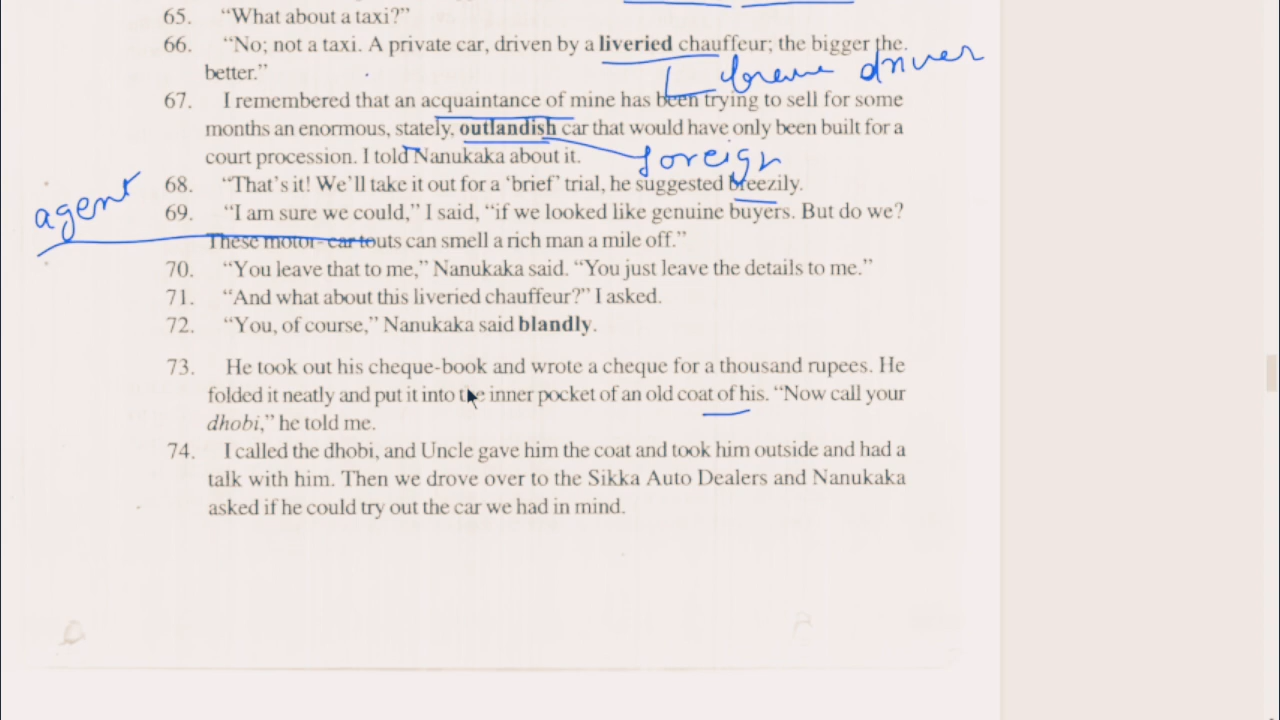 65. “What about a taxi?”
66. “No; not a taxi. A private car, driven by a liveried chauffeur; the bigger the.
better.”
brave driver
67. I remembered that an acquaintance of mine has been trying to sell for some
months an enormous, stately, outlandish car that would have only been built for a
court procession. I told Nanukaka about it.
foreign
68. “That’s it! We’ll take it out for a ‘brief’ trial, he suggested breezily.
agent
69. “I am sure we could,” I said, “if we looked like genuine buyers. But do we?
These motor-car touts can smell a rich man a mile off.”
70. “You leave that to me,” Nanukaka said. “You just leave the details to me.”
71. “And what about this liveried chauffeur?” I asked.
72. “You, of course,” Nanukaka said blandly.
73. He took out his cheque-book and wrote a cheque for a thousand rupees. He
folded it neatly and put it into the inner pocket of an old coat of his. “Now call your
dhobi,” he told me.
74. I called the dhobi, and Uncle gave him the coat and took him outside and had a
talk with him. Then we drove over to the Sikka Auto Dealers and Nanukaka
asked if he could try out the car we had in mind.